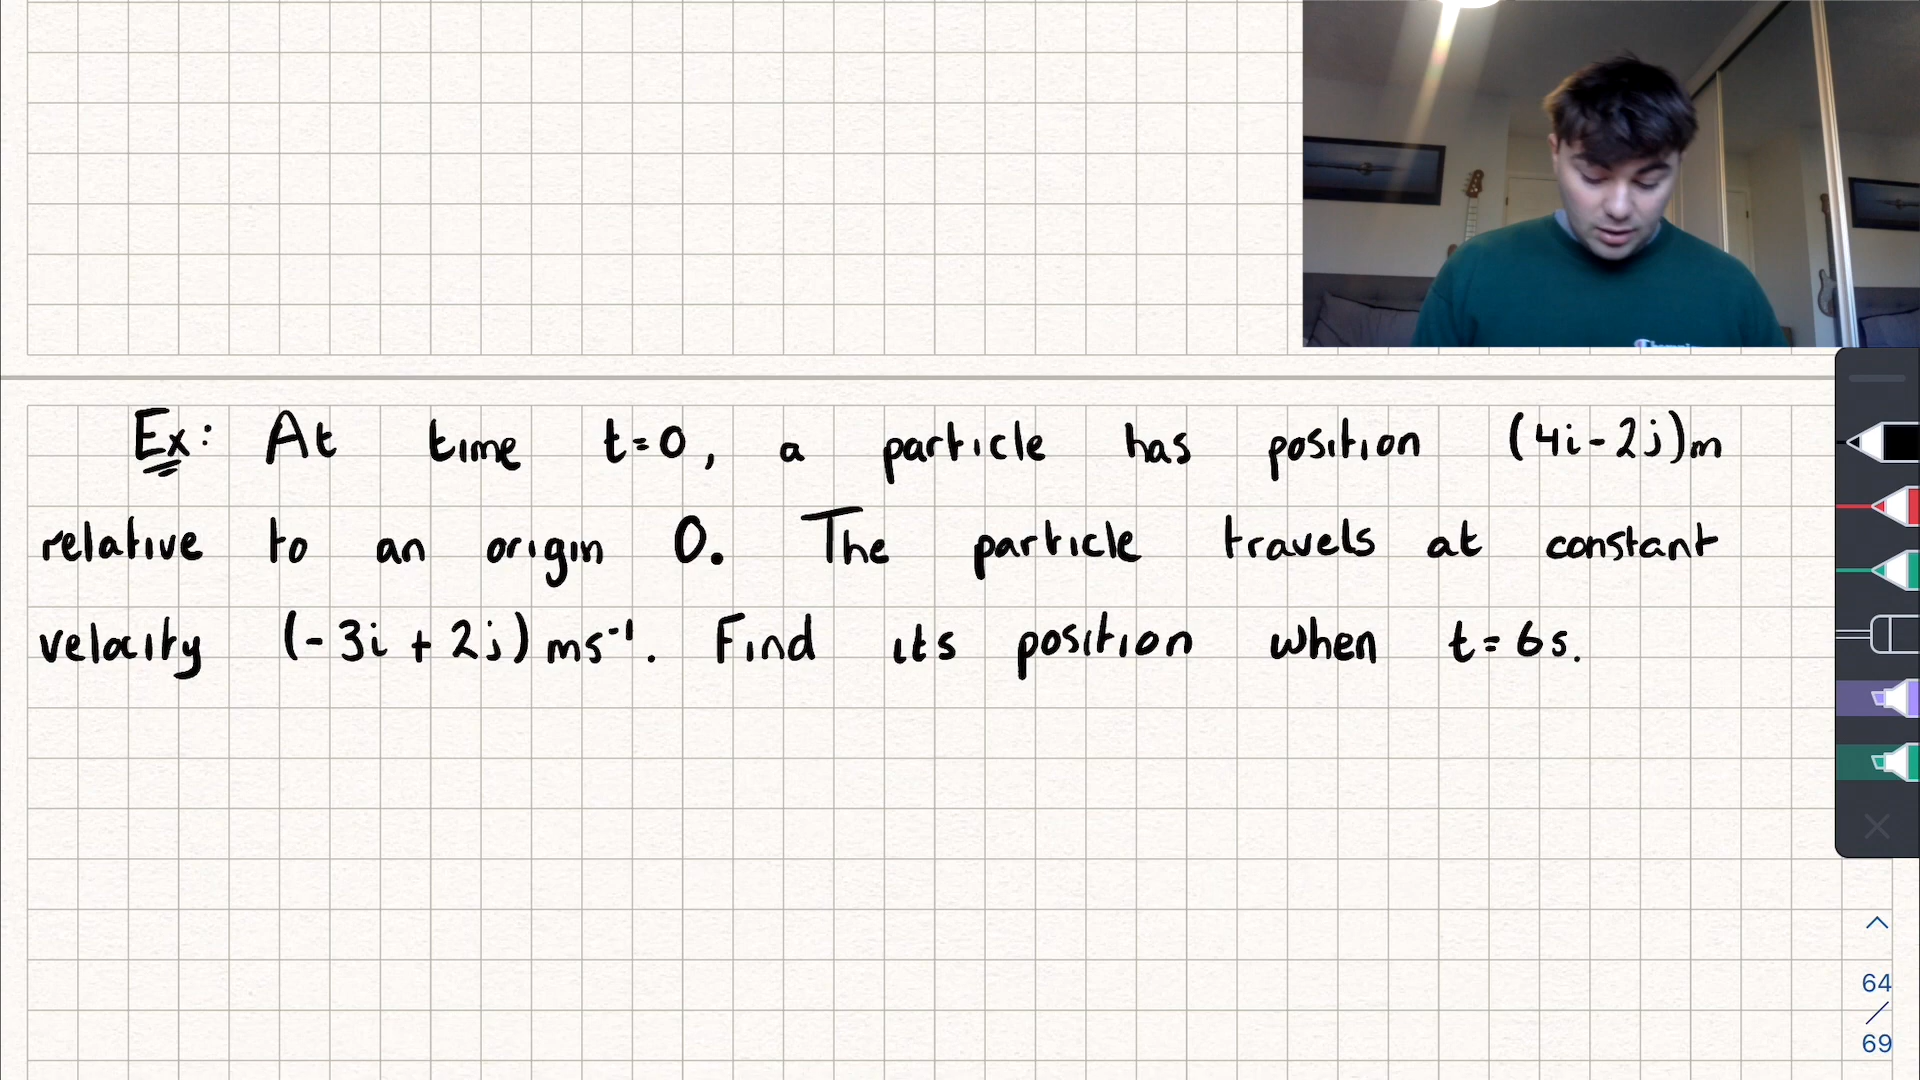 Ex: At time t=0, a particle has position (4i-2j)m
relative to an origin O. The particle travels at constant
velocity (-3i + 2j) ms⁻¹. Find its position when t=6s.
64
/
69